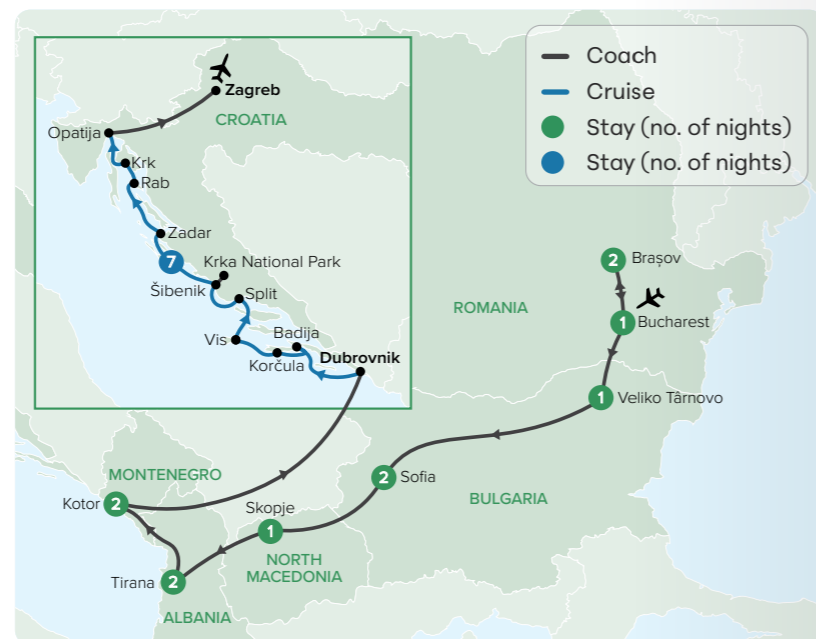 Coach
Cruise
Stay (no. of nights)
Stay (no. of nights)
Zagreb
CROATIA
Opatija
Krk
Rab
Zadar
7
Krka National Park
Šibenik
Split
Vis
Badija
Korčula
Dubrovnik
2
Brașov
ROMANIA
1
Bucharest
1
Veliko Târnovo
2
Sofia
BULGARIA
MONTENEGRO
Kotor
2
Skopje
1
NORTH
MACEDONIA
Tirana
2
ALBANIA